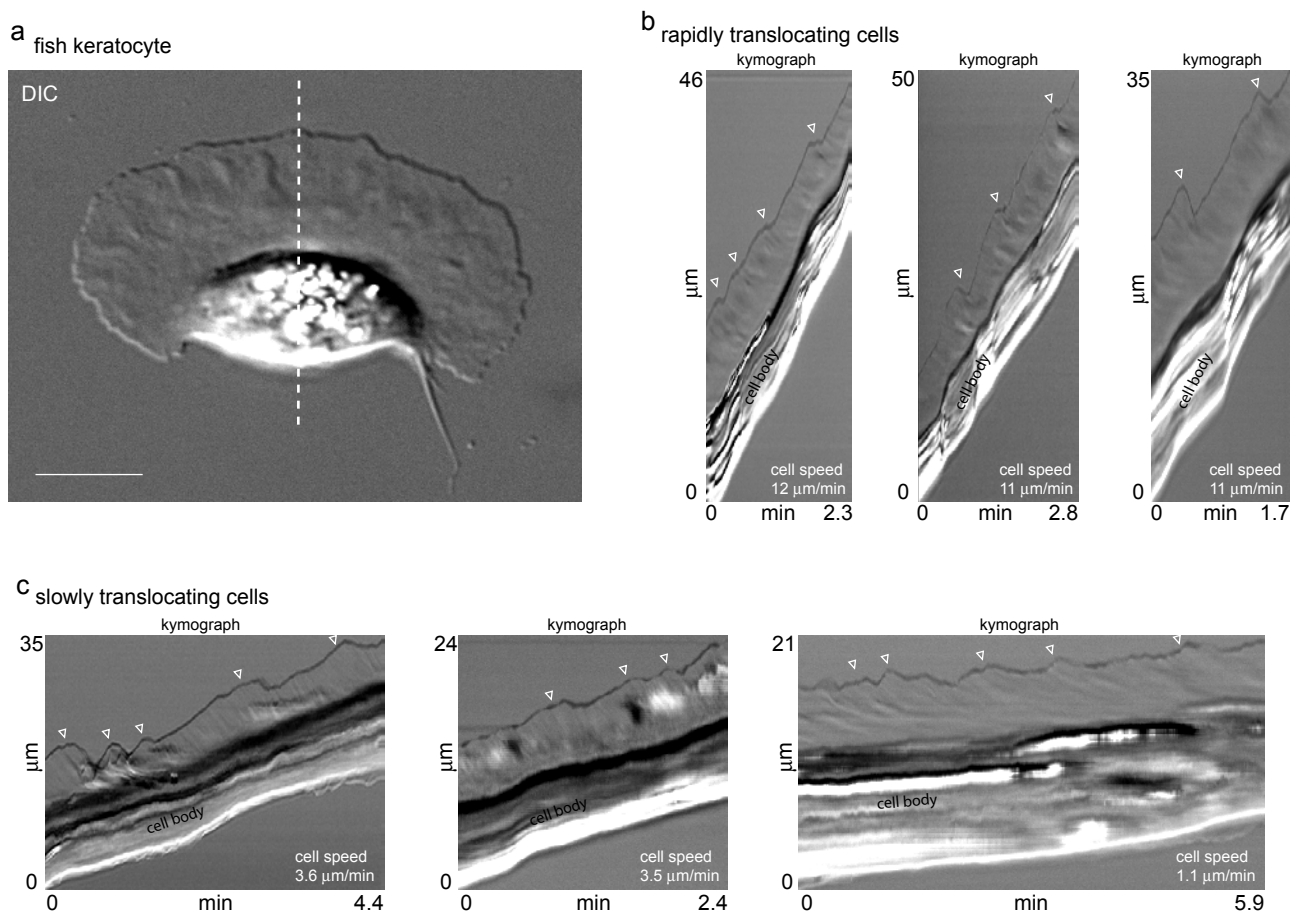 a fish keratocyte
DIC
b rapidly translocating cells
kymograph
46
μm
cell body
cell speed
12 μm/min
0
0 min 2.3
kymograph
50
μm
cell body
cell speed
11 μm/min
0
0 min 2.8
kymograph
35
μm
cell body
cell speed
11 μm/min
0
0 min 1.7
c slowly translocating cells
kymograph
35
μm
cell body
cell speed
3.6 μm/min
0
0 min 4.4
kymograph
24
μm
cell body
cell speed
3.5 μm/min
0
0 min 2.4
kymograph
21
μm
cell body
cell speed
1.1 μm/min
0
0 min 5.9